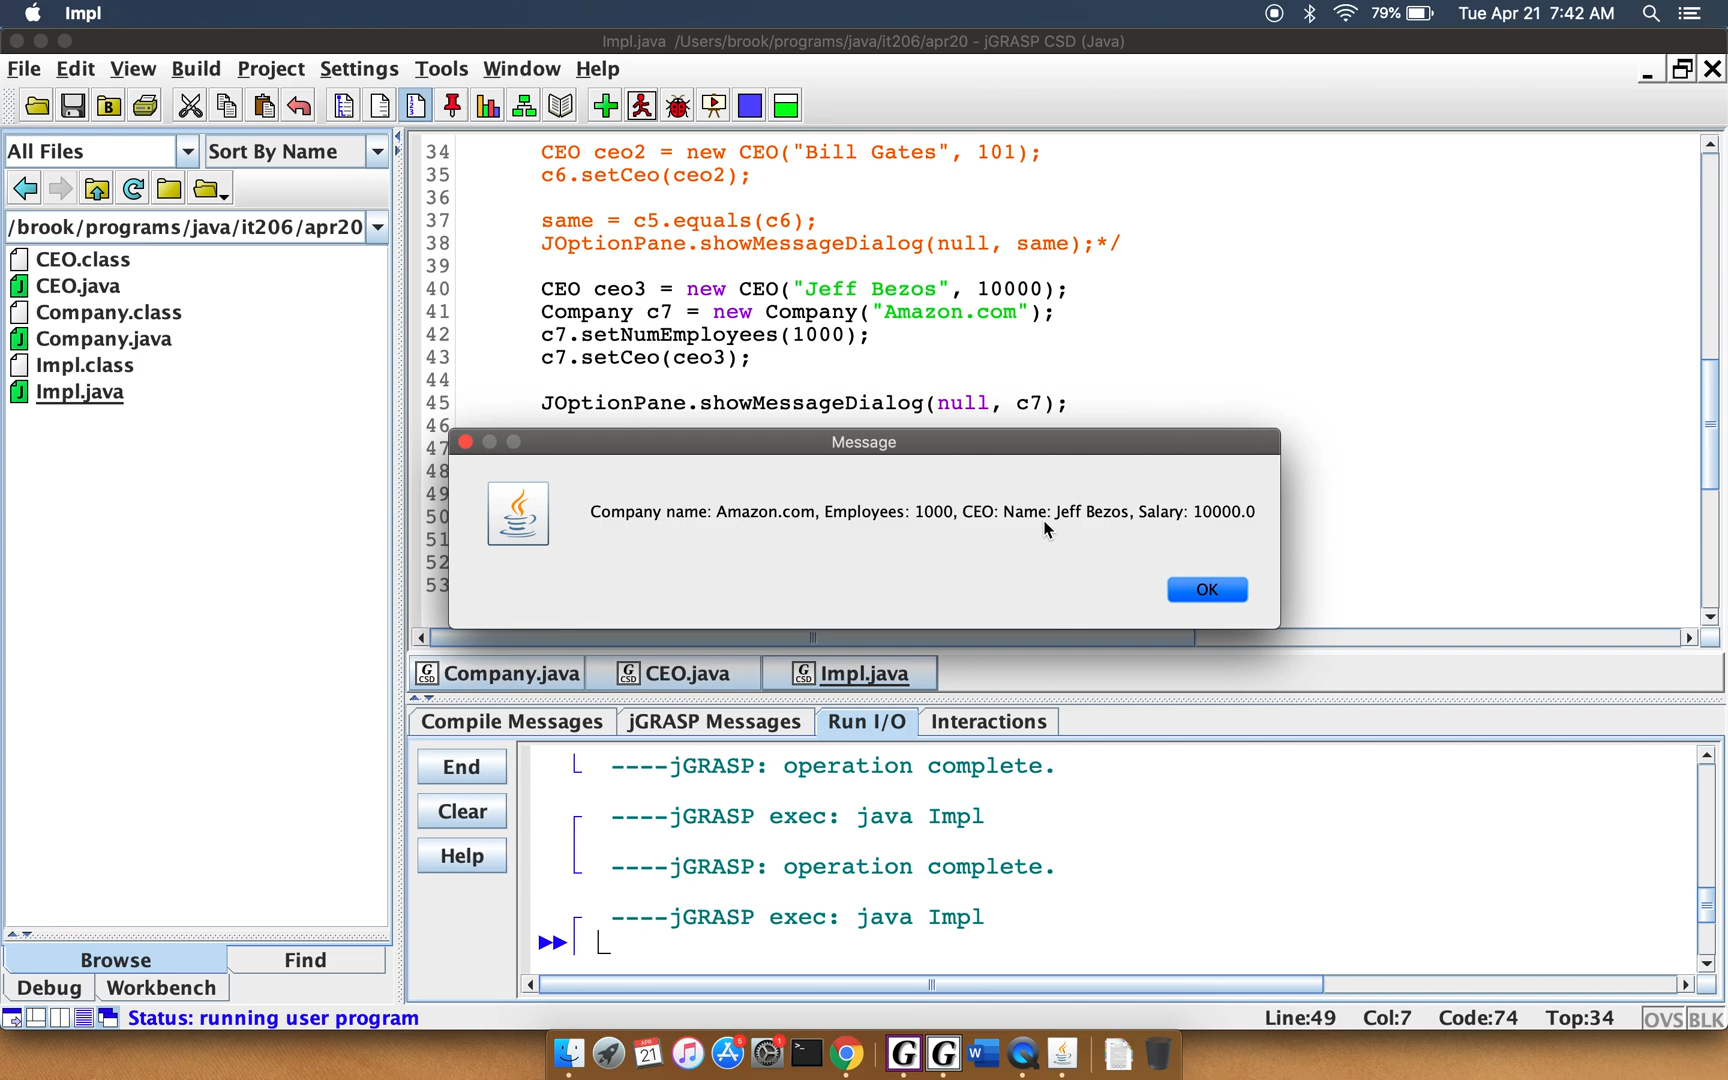 Impl
79%
Tue Apr 21 7:42 AM
Impl.java /Users/brook/programs/java/it206/apr20 - jGRASP CSD (Java)
File Edit View Build Project Settings Tools Window Help
All Files
Sort By Name
/brook/programs/java/it206/apr20
CEO.class
CEO.java
Company.class
Company.java
Impl.class
Impl.java
34 CEO ceo2 = new CEO("Bill Gates", 101);
35 c6.setCeo(ceo2);
36
37 same = c5.equals(c6);
38 JOptionPane.showMessageDialog(null, same);*/
39
40 CEO ceo3 = new CEO("Jeff Bezos", 10000);
41 Company c7 = new Company("Amazon.com");
42 c7.setNumEmployees(1000);
43 c7.setCeo(ceo3);
44
45 JOptionPane.showMessageDialog(null, c7);
46
47
48
49
50
51
52
53
Message
Company name: Amazon.com, Employees: 1000, CEO: Name: Jeff Bezos, Salary: 10000.0
OK
Company.java
CEO.java
Impl.java
Compile Messages
jGRASP Messages
Run I/O
Interactions
End
Clear
Help
----jGRASP: operation complete.
----jGRASP exec: java Impl
----jGRASP: operation complete.
----jGRASP exec: java Impl
Browse
Find
Debug
Workbench
Status: running user program
Line:49 Col:7 Code:74 Top:34 OVS BLK